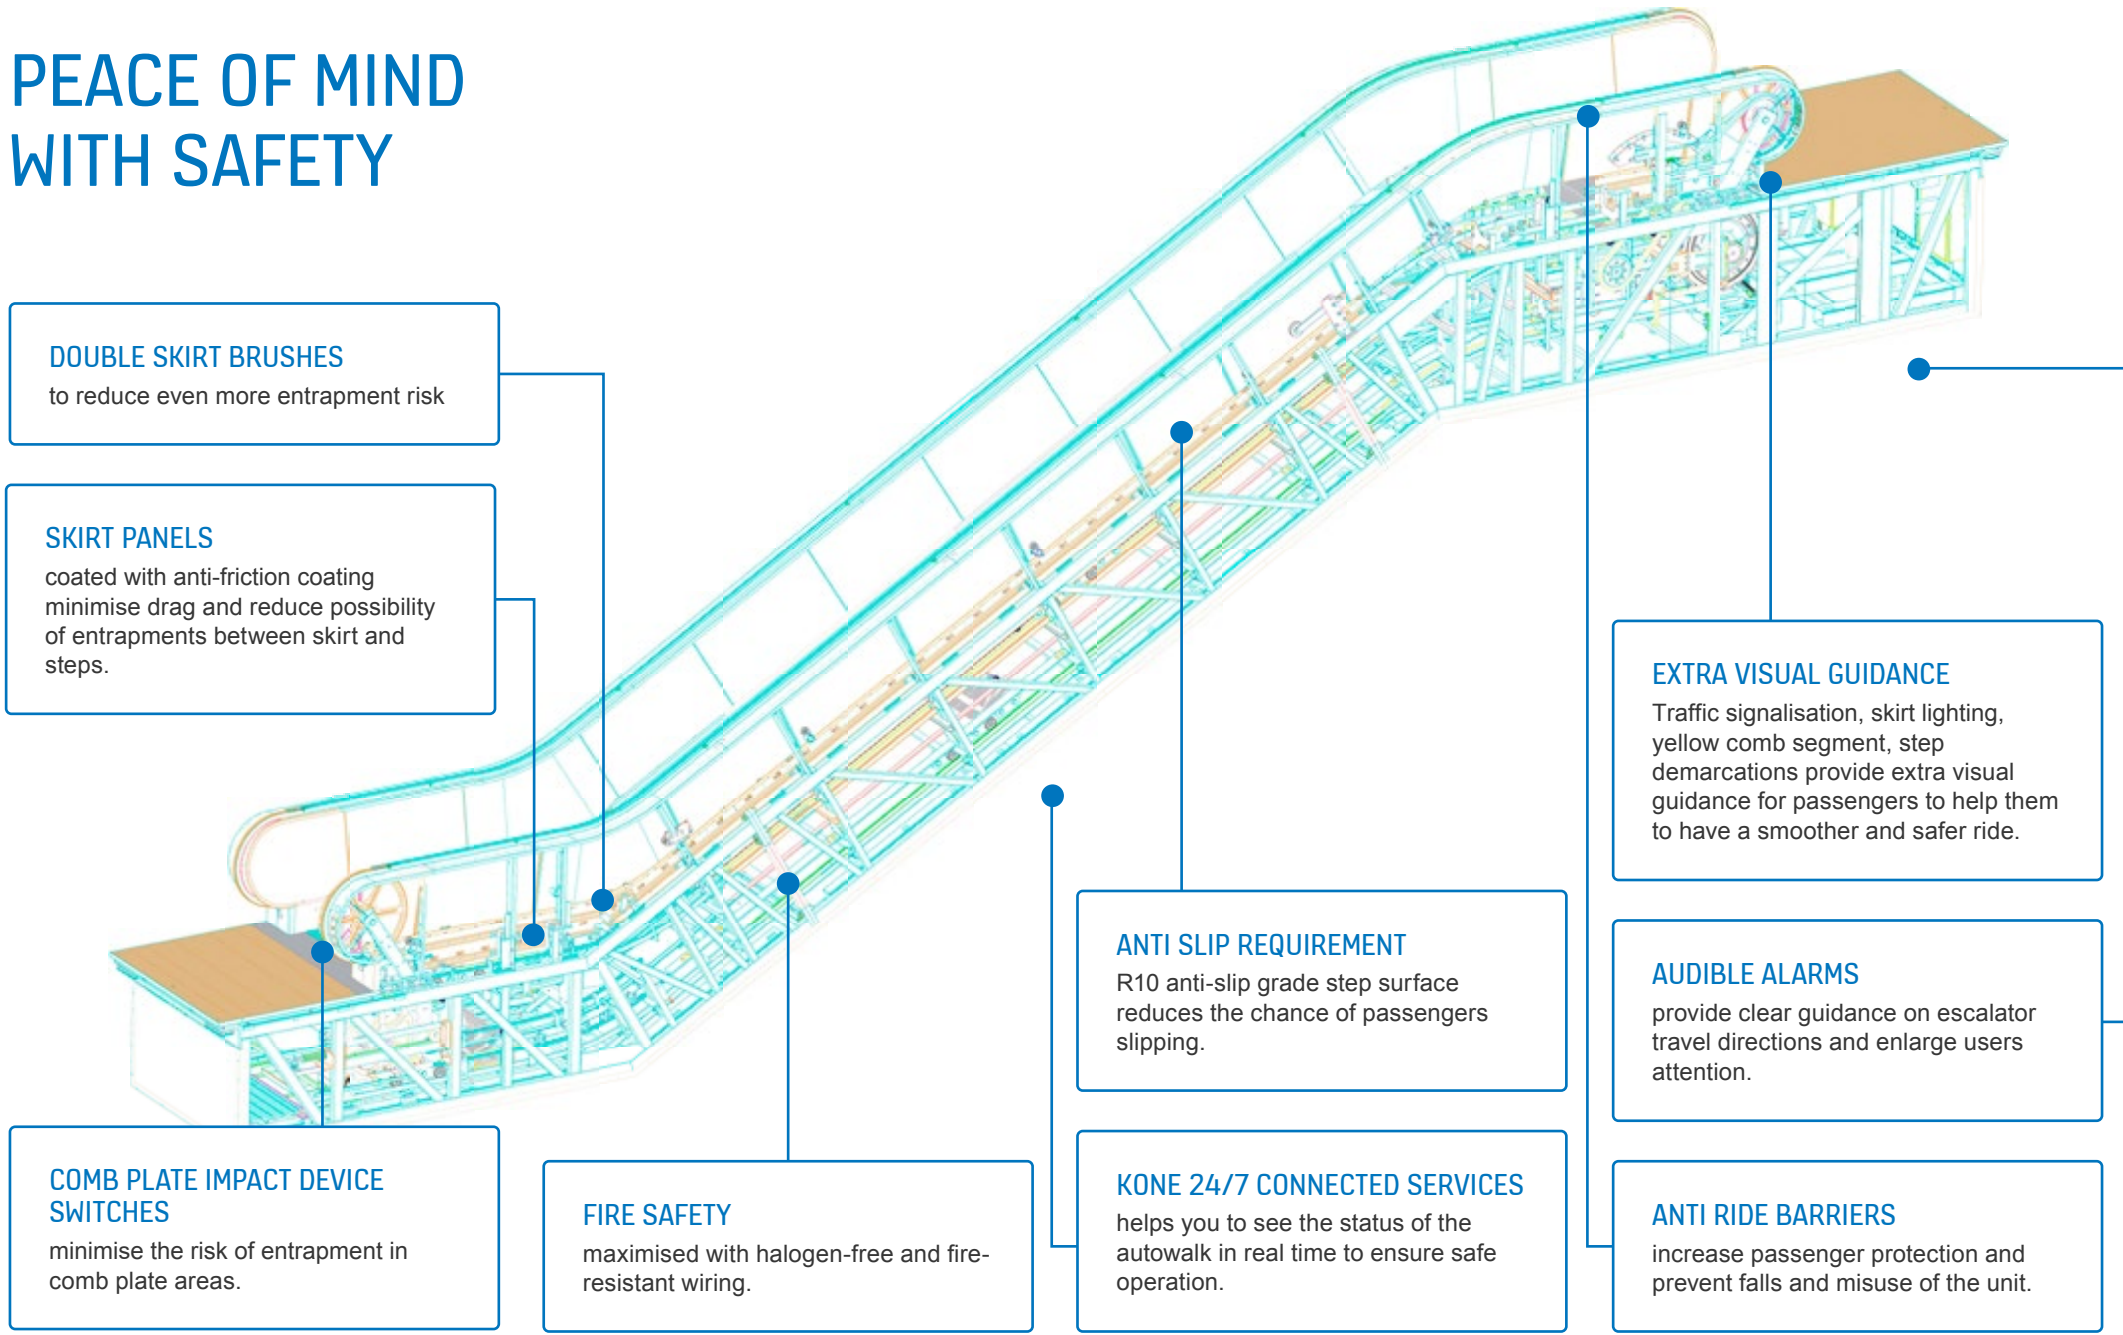 PEACE OF MIND
WITH SAFETY
DOUBLE SKIRT BRUSHES
to reduce even more entrapment risk
SKIRT PANELS
coated with anti-friction coating
minimise drag and reduce possibility
of entrapments between skirt and
steps.
COMB PLATE IMPACT DEVICE
SWITCHES
minimise the risk of entrapment in
comb plate areas.
FIRE SAFETY
maximised with halogen-free and fire-
resistant wiring.
ANTI SLIP REQUIREMENT
R10 anti-slip grade step surface
reduces the chance of passengers
slipping.
KONE 24/7 CONNECTED SERVICES
helps you to see the status of the
autowalk in real time to ensure safe
operation.
EXTRA VISUAL GUIDANCE
Traffic signalisation, skirt lighting,
yellow comb segment, step
demarcations provide extra visual
guidance for passengers to help them
to have a smoother and safer ride.
AUDIBLE ALARMS
provide clear guidance on escalator
travel directions and enlarge users
attention.
ANTI RIDE BARRIERS
increase passenger protection and
prevent falls and misuse of the unit.